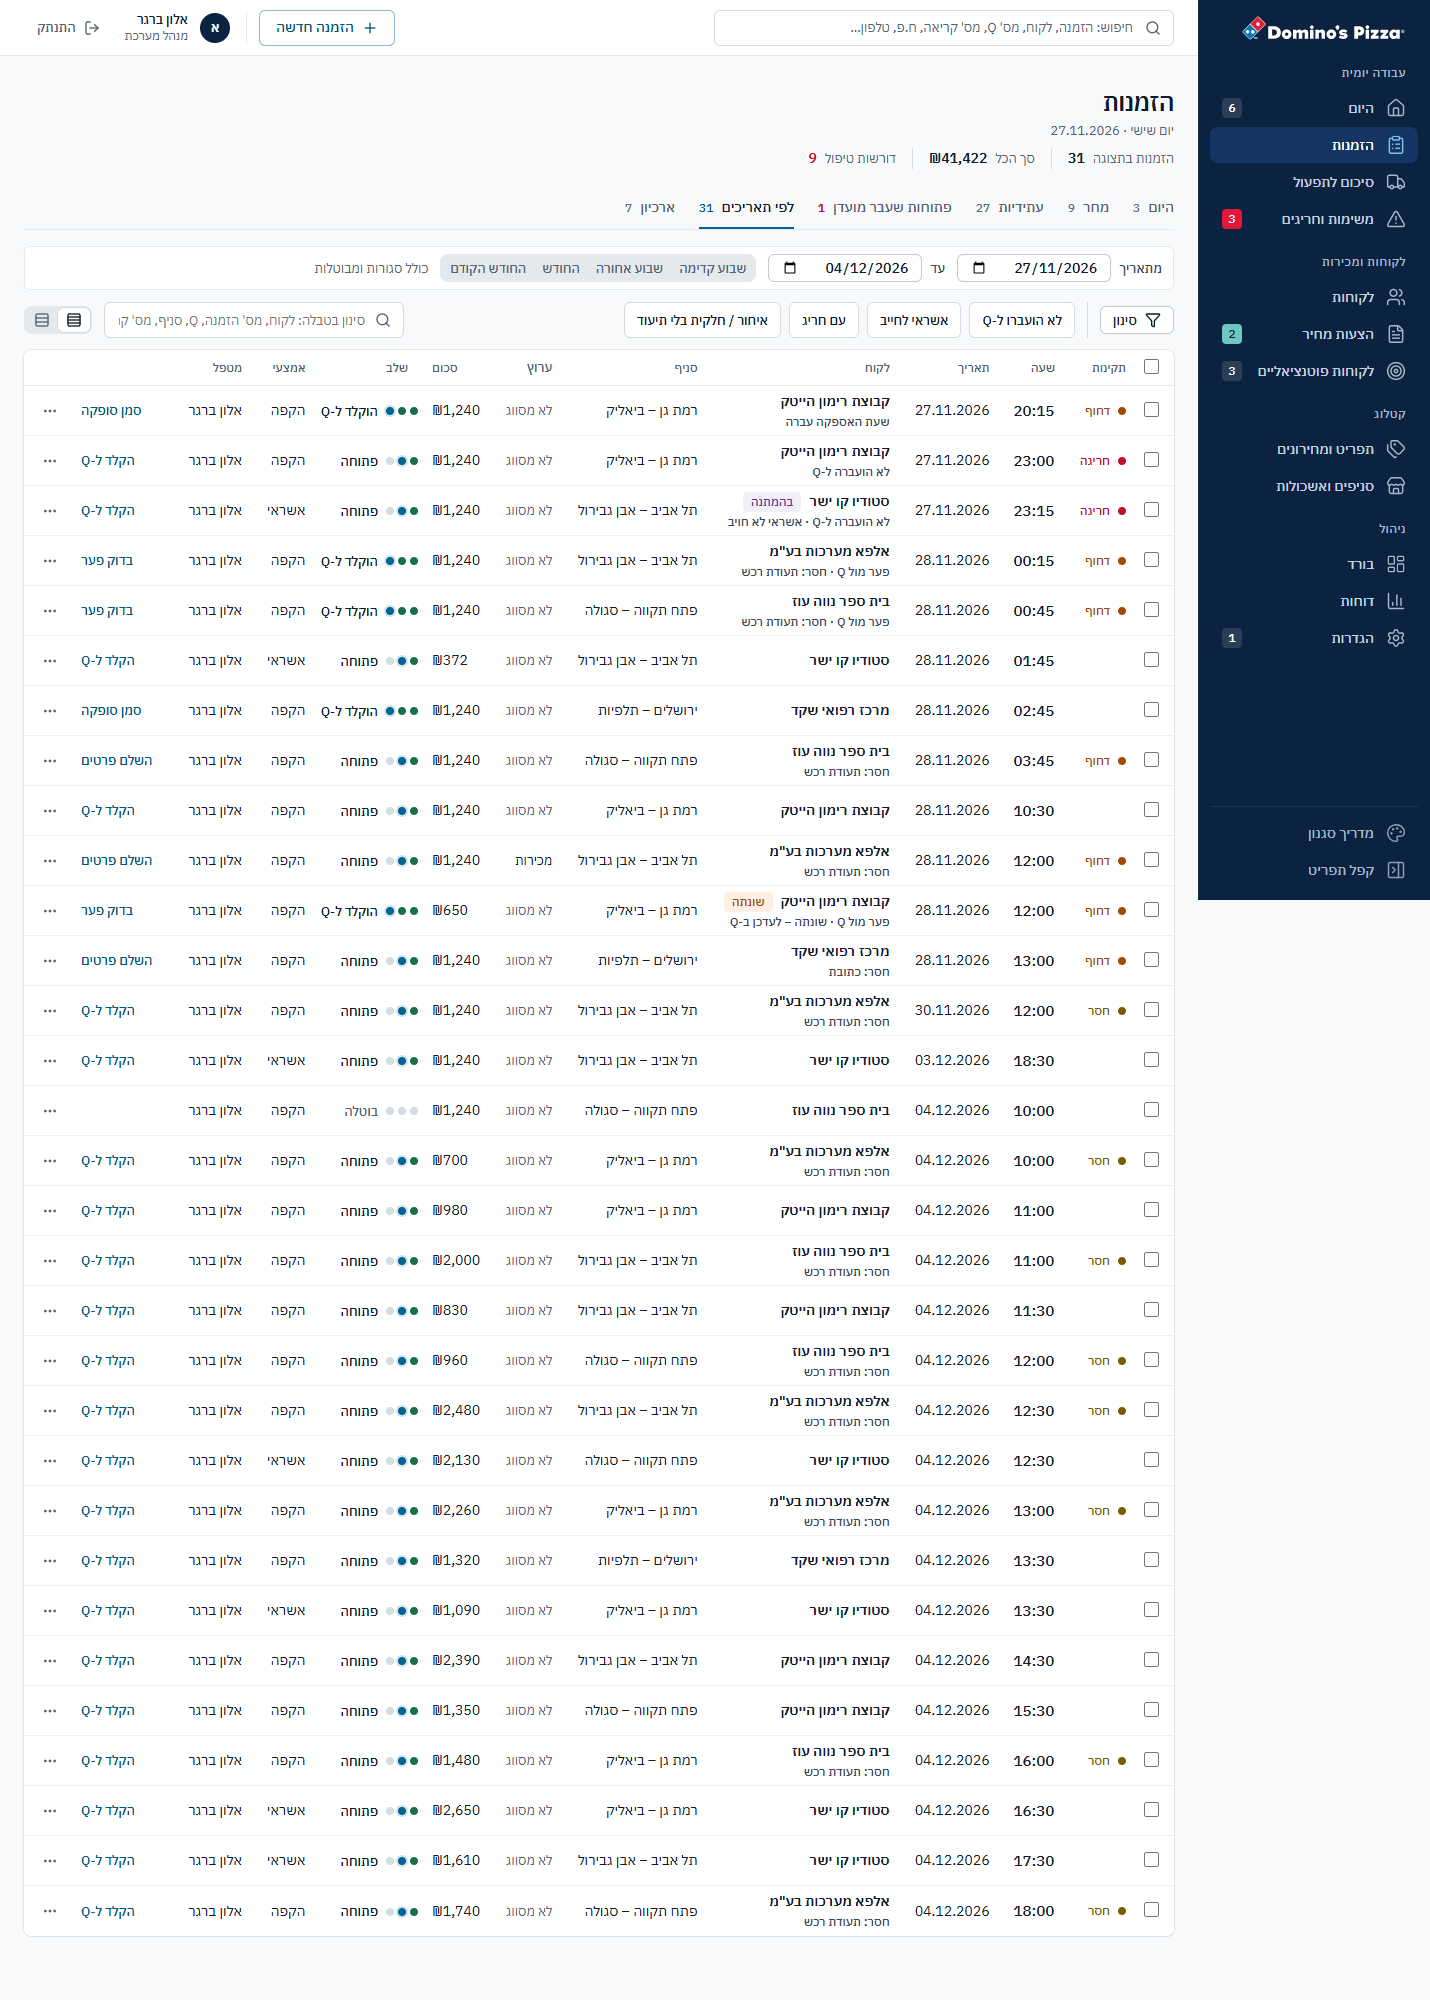 Domino's Pizza
עבודה יומית
היום 6
הזמנות
סיכום לתפעול
משימות וחריגים 3
לקוחות ומכירות
לקוחות
הצעות מחיר 2
לקוחות פוטנציאליים 3
קטלוג
תפריט ומחירונים
סניפים ואשכולות
ניהול
בורד
דוחות
הגדרות 1
מדריך סגנון
קפל תפריט
חיפוש: הזמנה, לקוח, מס' Q, מס' קריאה, ח.פ, טלפון...
הזמנה חדשה
א
אלון ברגר
מנהל מערכת
התנתק
הזמנות
יום שישי · 27.11.2026
הזמנות בתצוגה 31 סך הכל ₪41,422 דורשות טיפול 9
היום 3 מחר 9 עתידיות 27 פתוחות שעבר מועדן 1 לפי תאריכים 31 ארכיון 7
מתאריך 27/11/2026 עד 04/12/2026 שבוע קדימה שבוע אחורה החודש החודש הקודם כולל סגורות ומבוטלות
סינון לא הועברו ל-Q אשראי לחייב עם חריג איחור / חלקית בלי תיעוד סינון בטבלה: לקוח, מס' הזמנה, Q, סניף, מס' קו
תקינות שעה תאריך לקוח סניף ערוץ סכום שלב אמצעי מטפל
דחוף 20:15 27.11.2026 קבוצת רימון הייטק רמת גן – ביאליק לא מסווג ₪1,240 הוקלד ל-Q הקפה אלון ברגר סמן סופקה
שעת האספקה עברה
חריגה 23:00 27.11.2026 קבוצת רימון הייטק רמת גן – ביאליק לא מסווג ₪1,240 פתוחה הקפה אלון ברגר הקלד ל-Q
לא הועברה ל-Q
חריגה 23:15 27.11.2026 סטודיו קו ישר בהמתנה תל אביב – אבן גבירול לא מסווג ₪1,240 פתוחה אשראי אלון ברגר הקלד ל-Q
לא הועברה ל-Q · אשראי לא חויב
דחוף 00:15 28.11.2026 אלפא מערכות בע"מ תל אביב – אבן גבירול לא מסווג ₪1,240 הוקלד ל-Q הקפה אלון ברגר בדוק פער
פער מול Q · חסר: תעודת רכש
דחוף 00:45 28.11.2026 בית ספר נווה עוז פתח תקווה – סגולה לא מסווג ₪1,240 הוקלד ל-Q הקפה אלון ברגר בדוק פער
פער מול Q · חסר: תעודת רכש
01:45 28.11.2026 סטודיו קו ישר תל אביב – אבן גבירול לא מסווג ₪372 פתוחה אשראי אלון ברגר הקלד ל-Q
02:45 28.11.2026 מרכז רפואי שקד ירושלים – תלפיות לא מסווג ₪1,240 הוקלד ל-Q הקפה אלון ברגר סמן סופקה
דחוף 03:45 28.11.2026 בית ספר נווה עוז פתח תקווה – סגולה לא מסווג ₪1,240 פתוחה הקפה אלון ברגר השלם פרטים
חסר: תעודת רכש
10:30 28.11.2026 קבוצת רימון הייטק רמת גן – ביאליק לא מסווג ₪1,240 פתוחה הקפה אלון ברגר הקלד ל-Q
דחוף 12:00 28.11.2026 אלפא מערכות בע"מ תל אביב – אבן גבירול מכירות ₪1,240 פתוחה הקפה אלון ברגר השלם פרטים
חסר: תעודת רכש
דחוף 12:00 28.11.2026 קבוצת רימון הייטק שונתה רמת גן – ביאליק לא מסווג ₪650 הוקלד ל-Q הקפה אלון ברגר בדוק פער
פער מול Q · שונתה – לעדכן ב-Q
דחוף 13:00 28.11.2026 מרכז רפואי שקד ירושלים – תלפיות לא מסווג ₪1,240 פתוחה הקפה אלון ברגר השלם פרטים
חסר: כתובת
חסר 12:00 30.11.2026 אלפא מערכות בע"מ תל אביב – אבן גבירול לא מסווג ₪1,240 פתוחה הקפה אלון ברגר הקלד ל-Q
חסר: תעודת רכש
18:30 03.12.2026 סטודיו קו ישר תל אביב – אבן גבירול לא מסווג ₪1,240 פתוחה אשראי אלון ברגר הקלד ל-Q
10:00 04.12.2026 בית ספר נווה עוז פתח תקווה – סגולה לא מסווג ₪1,240 בוטלה הקפה אלון ברגר
חסר 10:00 04.12.2026 אלפא מערכות בע"מ רמת גן – ביאליק לא מסווג ₪700 פתוחה הקפה אלון ברגר הקלד ל-Q
חסר: תעודת רכש
11:00 04.12.2026 קבוצת רימון הייטק רמת גן – ביאליק לא מסווג ₪980 פתוחה הקפה אלון ברגר הקלד ל-Q
חסר 11:00 04.12.2026 בית ספר נווה עוז תל אביב – אבן גבירול לא מסווג ₪2,000 פתוחה הקפה אלון ברגר הקלד ל-Q
חסר: תעודת רכש
11:30 04.12.2026 קבוצת רימון הייטק תל אביב – אבן גבירול לא מסווג ₪830 פתוחה הקפה אלון ברגר הקלד ל-Q
חסר 12:00 04.12.2026 בית ספר נווה עוז פתח תקווה – סגולה לא מסווג ₪960 פתוחה הקפה אלון ברגר הקלד ל-Q
חסר: תעודת רכש
חסר 12:30 04.12.2026 אלפא מערכות בע"מ תל אביב – אבן גבירול לא מסווג ₪2,480 פתוחה הקפה אלון ברגר הקלד ל-Q
חסר: תעודת רכש
12:30 04.12.2026 סטודיו קו ישר פתח תקווה – סגולה לא מסווג ₪2,130 פתוחה אשראי אלון ברגר הקלד ל-Q
חסר 13:00 04.12.2026 אלפא מערכות בע"מ רמת גן – ביאליק לא מסווג ₪2,260 פתוחה הקפה אלון ברגר הקלד ל-Q
חסר: תעודת רכש
13:30 04.12.2026 מרכז רפואי שקד ירושלים – תלפיות לא מסווג ₪1,320 פתוחה הקפה אלון ברגר הקלד ל-Q
13:30 04.12.2026 סטודיו קו ישר רמת גן – ביאליק לא מסווג ₪1,090 פתוחה אשראי אלון ברגר הקלד ל-Q
14:30 04.12.2026 קבוצת רימון הייטק תל אביב – אבן גבירול לא מסווג ₪2,390 פתוחה הקפה אלון ברגר הקלד ל-Q
15:30 04.12.2026 קבוצת רימון הייטק פתח תקווה – סגולה לא מסווג ₪1,350 פתוחה הקפה אלון ברגר הקלד ל-Q
חסר 16:00 04.12.2026 בית ספר נווה עוז רמת גן – ביאליק לא מסווג ₪1,480 פתוחה הקפה אלון ברגר הקלד ל-Q
חסר: תעודת רכש
16:30 04.12.2026 סטודיו קו ישר רמת גן – ביאליק לא מסווג ₪2,650 פתוחה אשראי אלון ברגר הקלד ל-Q
17:30 04.12.2026 סטודיו קו ישר תל אביב – אבן גבירול לא מסווג ₪1,610 פתוחה אשראי אלון ברגר הקלד ל-Q
חסר 18:00 04.12.2026 אלפא מערכות בע"מ פתח תקווה – סגולה לא מסווג ₪1,740 פתוחה הקפה אלון ברגר הקלד ל-Q
חסר: תעודת רכש